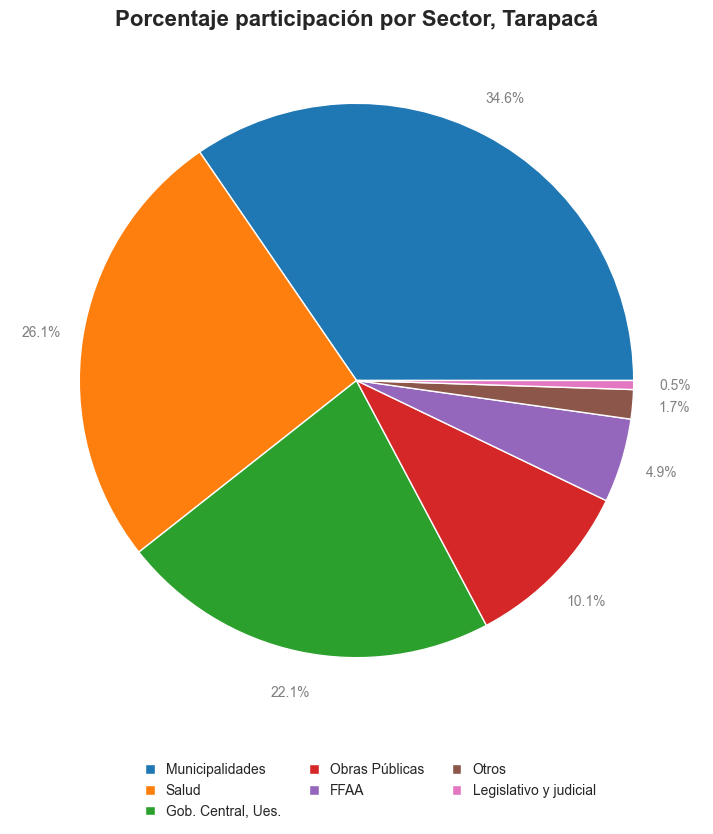 Porcentaje participación por Sector, Tarapacá
34.6%
26.1%
0.5%
1.7%
4.9%
10.1%
22.1%
Municipalidades
Salud
Gob. Central, Ues.
Obras Públicas
FFAA
Otros
Legislativo y judicial